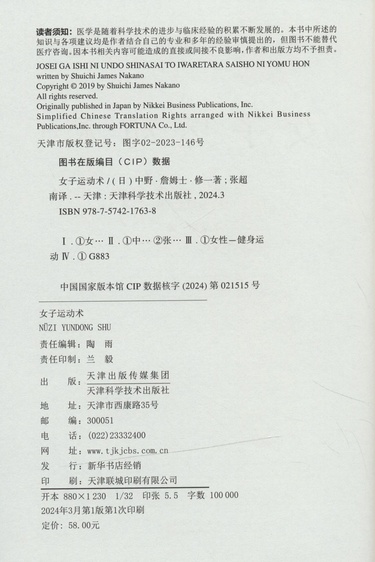 读者须知：医学是随着科学技术的进步与临床经验的积累不断发展的。本书中所述的
知识与各项建议均是作者结合自己的专业和多年的经验审慎提出的，但图书不能替代
医疗咨询。因本书相关内容可能造成的直接或间接不良影响，作者和出版方均不予担责。
JOSEI GA ISHI NI UNDO SHINASAI TO IWARETARA SAISHO NI YOMU HON
written by Shuichi James Nakano
Copyright © 2019 by Shuichi James Nakano
All rights reserved.
Originally published in Japan by Nikkei Business Publications, Inc.
Simplified Chinese Translation Rights arranged with Nikkei Business
Publications,Inc. through FORTUNA Co., Ltd.
天津市版权登记号：图字02-2023-146号
图书在版编目（CIP）数据
女子运动术 / （日）中野·詹姆士·修一著；张超
南译. -- 天津：天津科学技术出版社，2024.3
ISBN 978-7-5742-1763-8
Ⅰ.①女… Ⅱ.①中… ②张… Ⅲ.①女性－健身运
动 Ⅳ.① G883
中国国家版本馆 CIP 数据核字 (2024) 第 021515 号
女子运动术
NÜZI YUNDONG SHU
责任编辑：陶　雨
责任印制：兰　毅
出　　版：天津出版传媒集团
天津科学技术出版社
地　　址：天津市西康路35号
邮　　编：300051
电　　话：(022)23332400
网　　址：www.tjkjcbs.com.cn
发　　行：新华书店经销
印　　刷：天津联城印刷有限公司
开本 880×1 230　1/32　印张 5.5　字数 100 000
2024年3月第1版第1次印刷
定价：58.00元